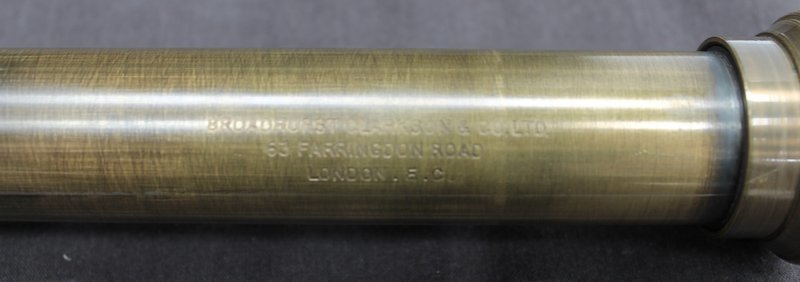 BROADHURST CLARKSON & CO. LTD.
63 FARRINGDON ROAD
LONDON. E.C.